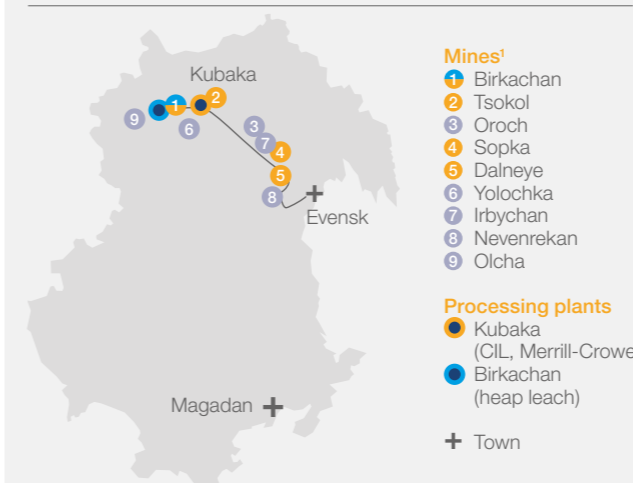 Kubaka
1
2
9
6
3
7
4
5
8
Evensk
Magadan
Mines¹
1 Birkachan
2 Tsokol
3 Oroch
4 Sopka
5 Dalneye
6 Yolochka
7 Irbychan
8 Nevenrekan
9 Olcha
Processing plants
Kubaka
(CIL, Merrill-Crowe
Birkachan
(heap leach)
Town